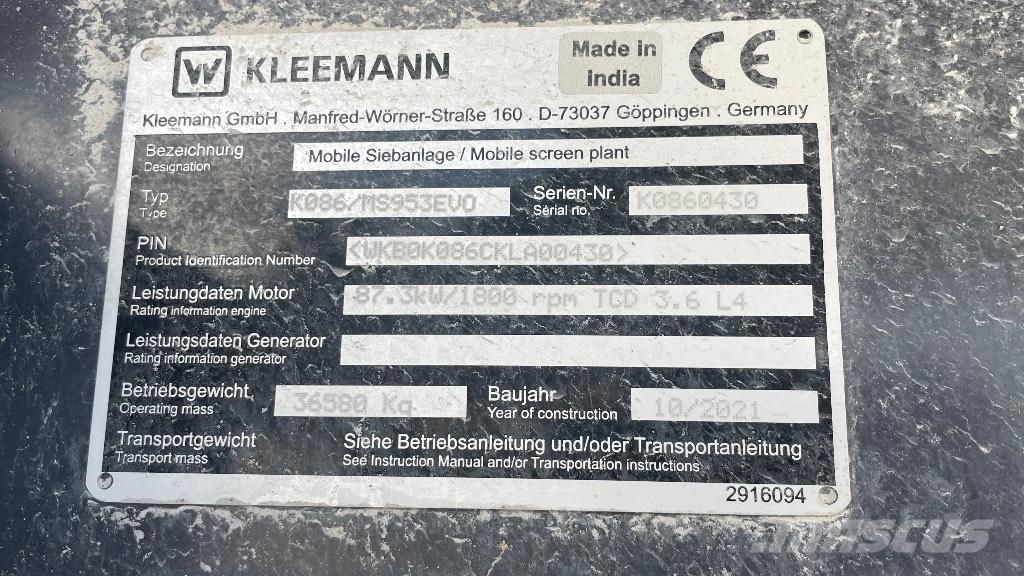 W KLEEMANN
Made in
India
CE
Kleemann GmbH . Manfred-Wörner-Straße 160 . D-73037 Göppingen . Germany
Bezeichnung
Designation
Mobile Siebanlage / Mobile screen plant
Typ
Type
K086/MS953EVO
Serien-Nr.
Serial no.
K0860430
PIN
Product Identification Number
<WKB0K086CKLA00430>
Leistungdaten Motor
Rating information engine
87.3kW/1800 rpm TGD 3.6 L4
Leistungsdaten Generator
Rating information generator
Betriebsgewicht
Operating mass
36580 Kg
Baujahr
Year of construction
10/2021
Transportgewicht
Transport mass
Siehe Betriebsanleitung und/oder Transportanleitung
See Instruction Manual and/or Transportation instructions
2916094
mascus